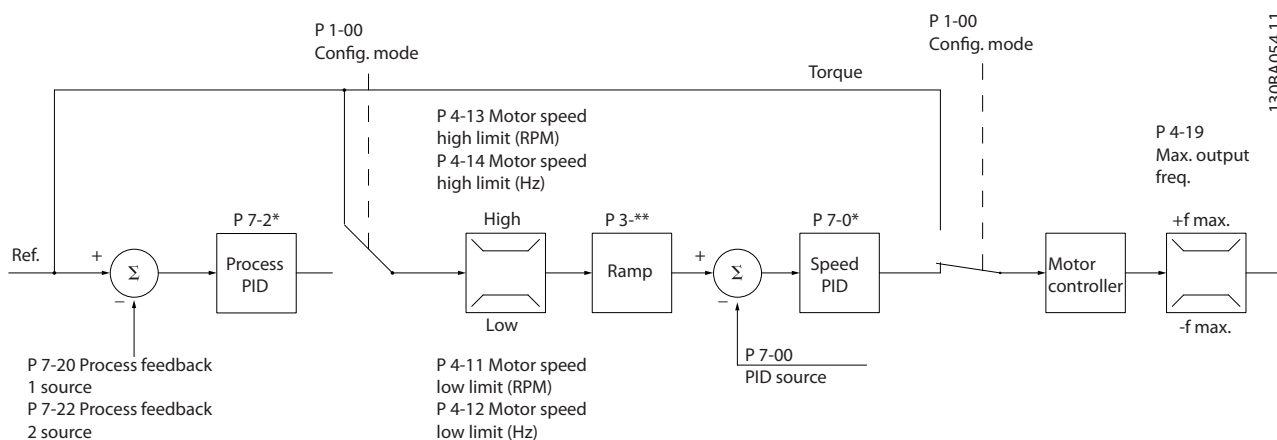 P 1-00
Config. mode
P 1-00
Config. mode
130BA054.11
Torque
P 4-13 Motor speed
high limit (RPM)
P 4-14 Motor speed
high limit (Hz)
P 4-19
Max. output
freq.
P 7-2*
High
P 3-**
P 7-0*
+f max.
Ref.
+
Σ
Process
PID
Ramp
+
Σ
Speed
PID
Motor
controller
–
–
Low
-f max.
P 7-20 Process feedback
1 source
P 7-22 Process feedback
2 source
P 4-11 Motor speed
low limit (RPM)
P 4-12 Motor speed
low limit (Hz)
P 7-00
PID source